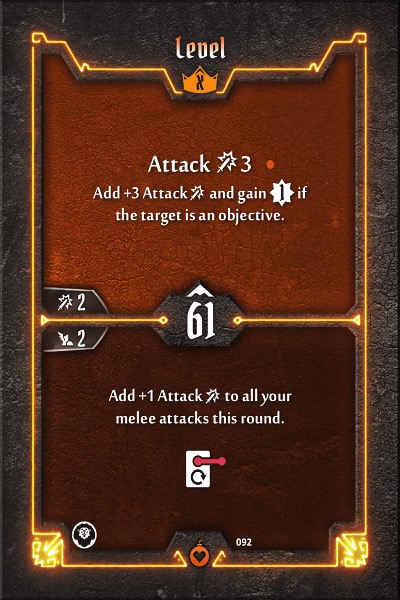 Level
X
Attack 3
Add +3 Attack and gain 1 if
the target is an objective.
2
61
2
Add +1 Attack to all your
melee attacks this round.
092